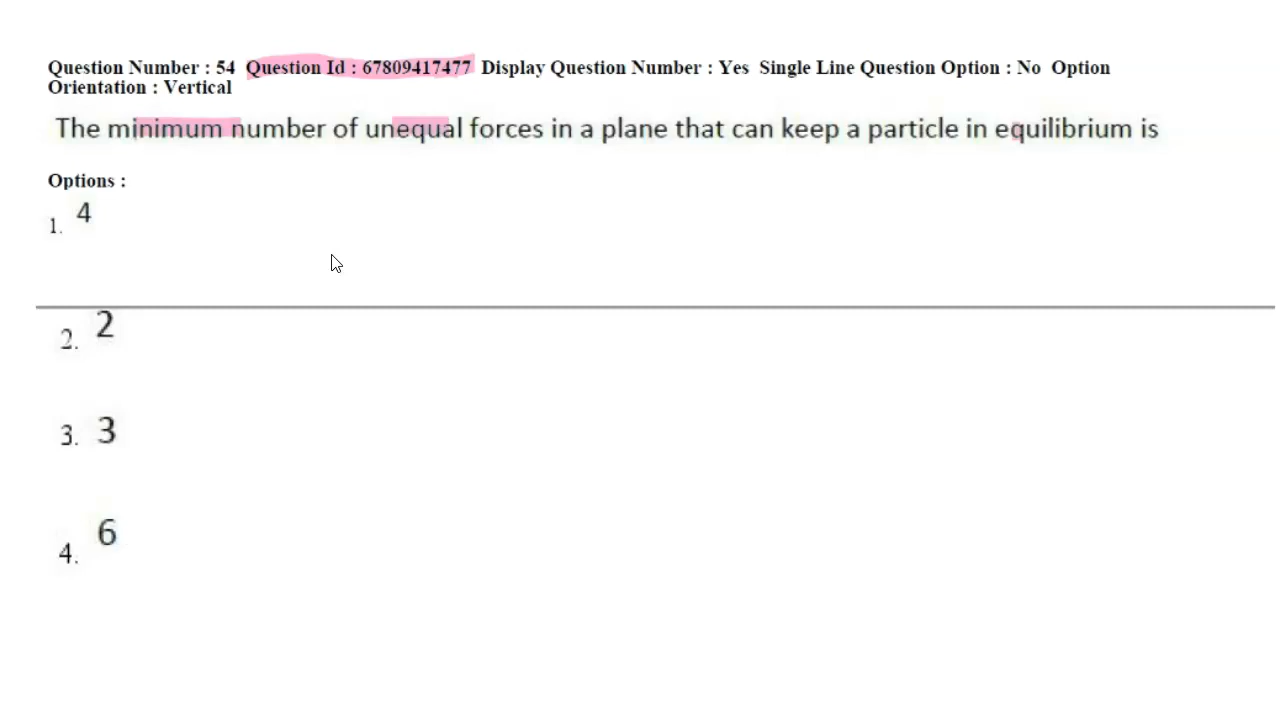 Question Number : 54 Question Id : 67809417477 Display Question Number : Yes Single Line Question Option : No Option
Orientation : Vertical
The minimum number of unequal forces in a plane that can keep a particle in equilibrium is
Options :
1. 4
2. 2
3. 3
4. 6